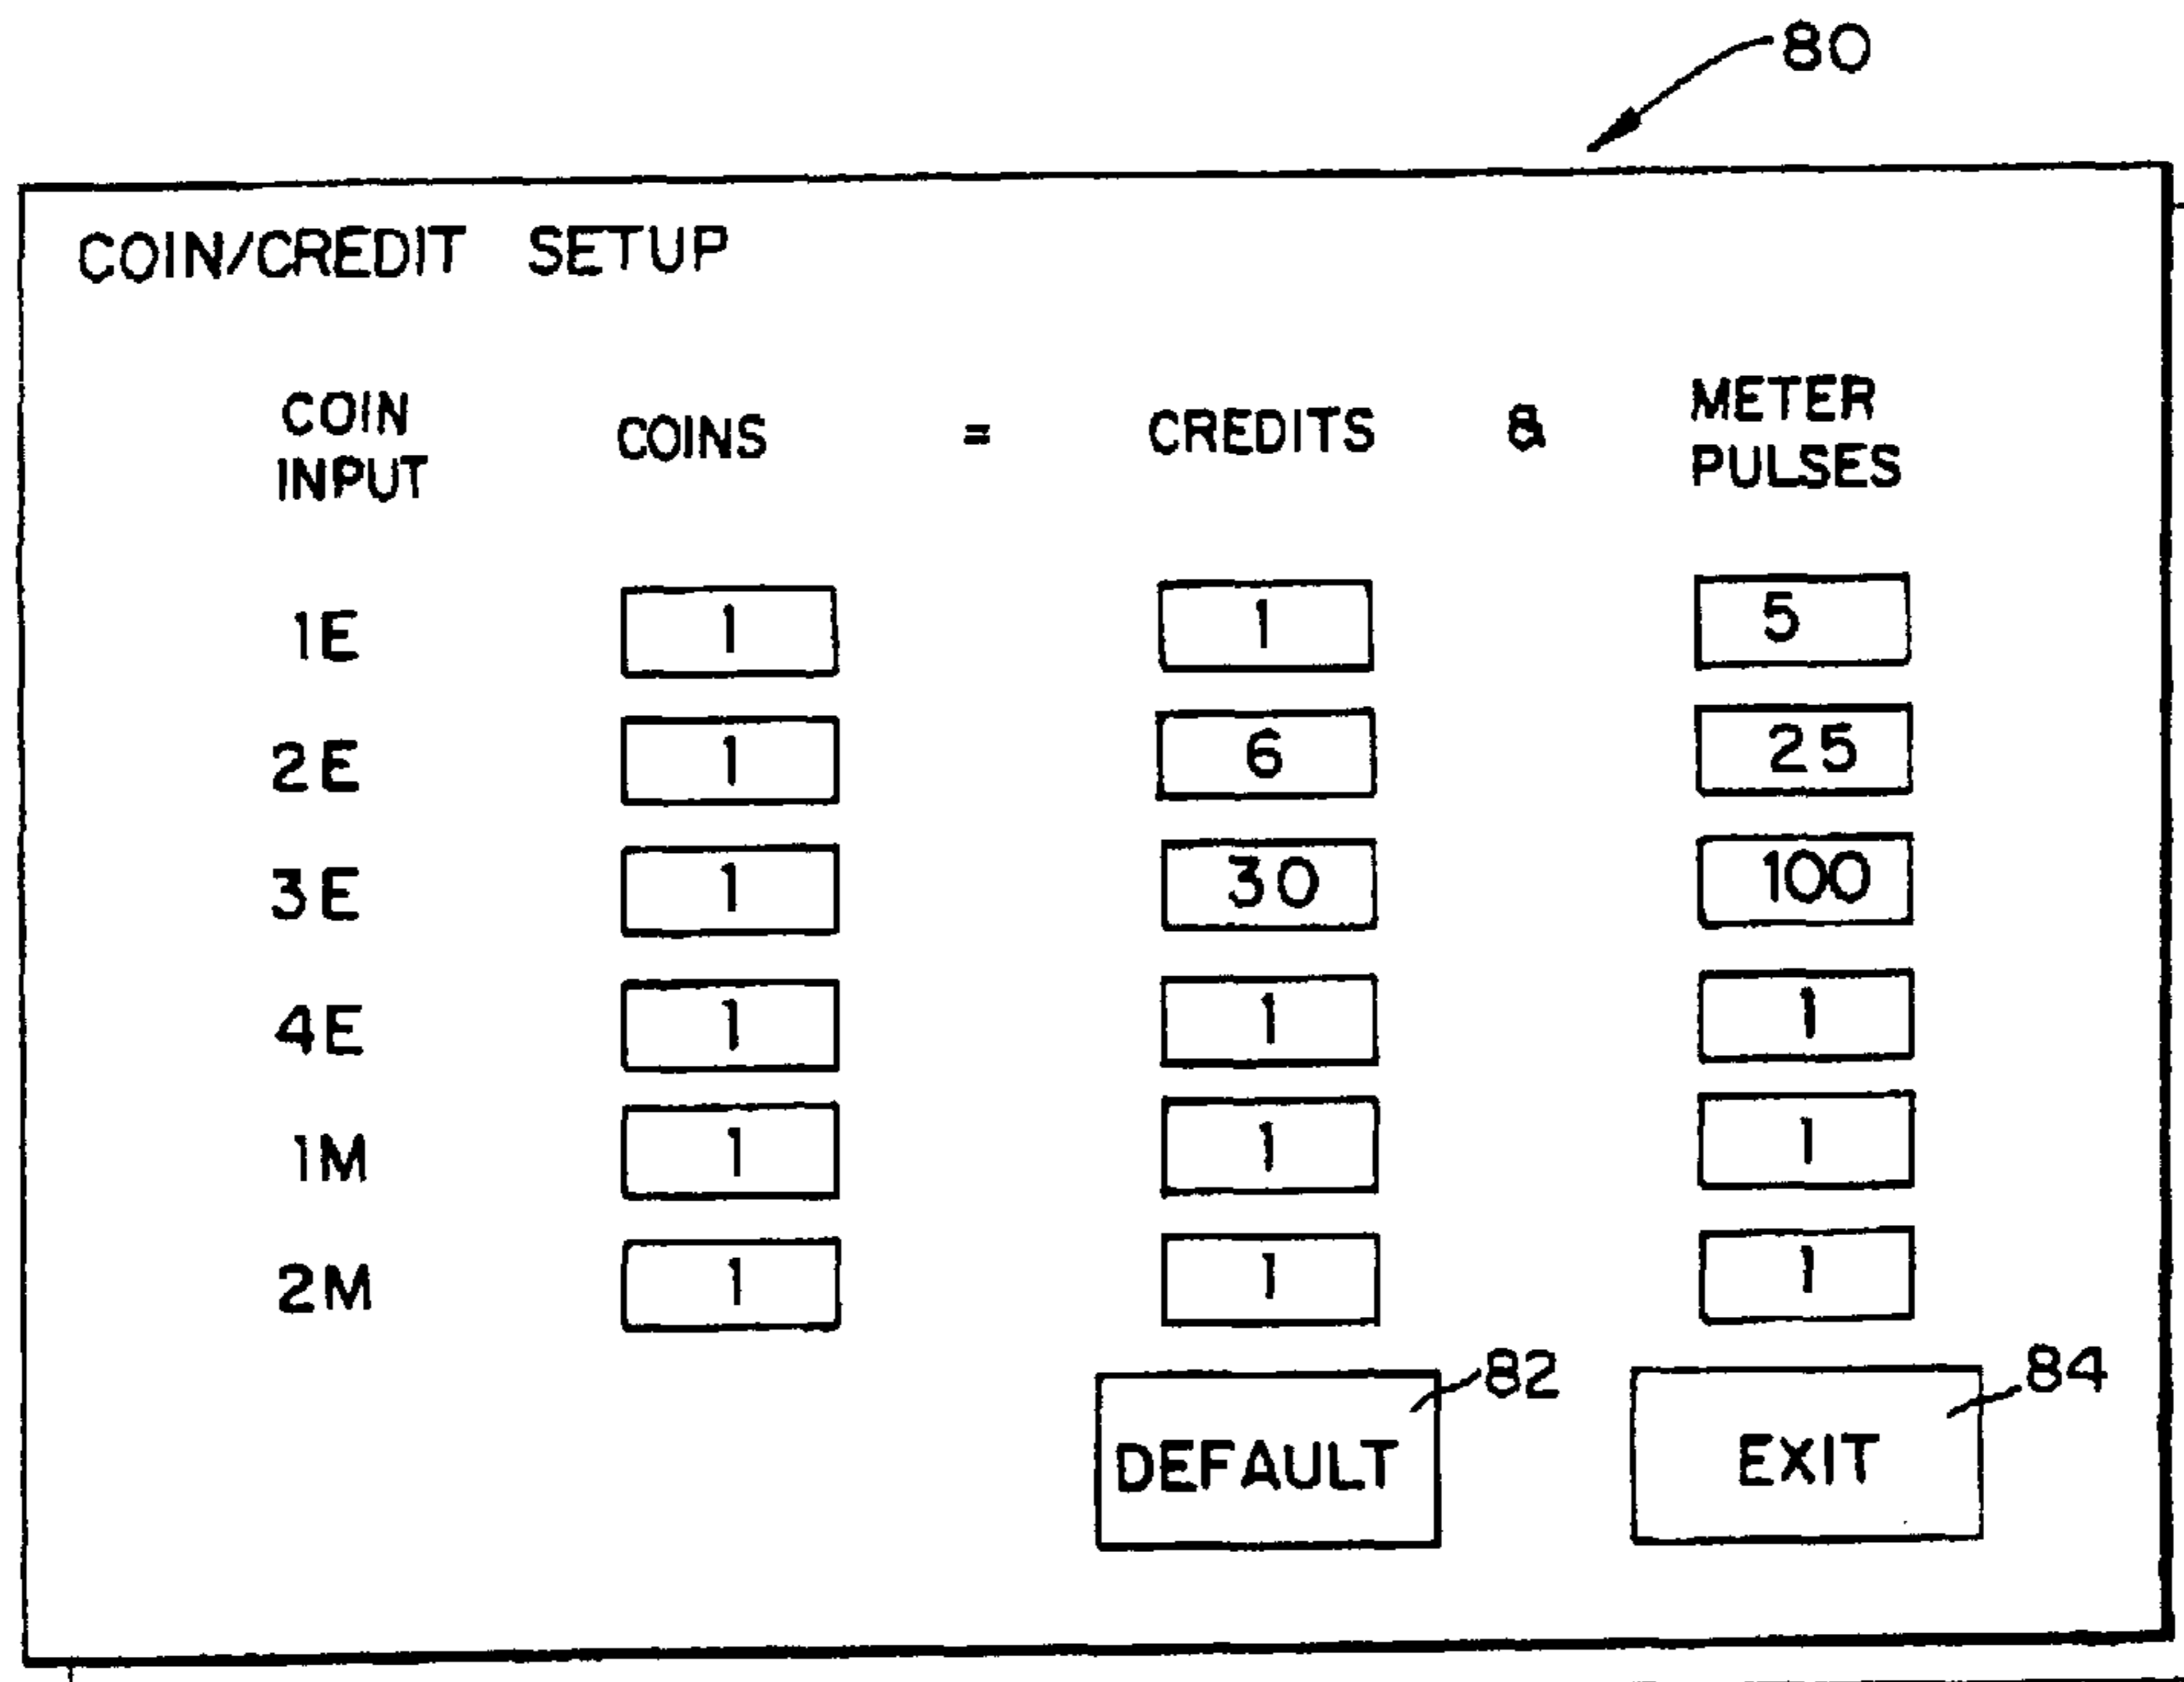 80
COIN/CREDIT SETUP
COIN INPUT COINS = CREDITS & METER PULSES
1E 1 1 5
2E 1 6 25
3E 1 30 100
4E 1 1 1
1M 1 1 1
2M 1 1 1
DEFAULT 82 EXIT 84